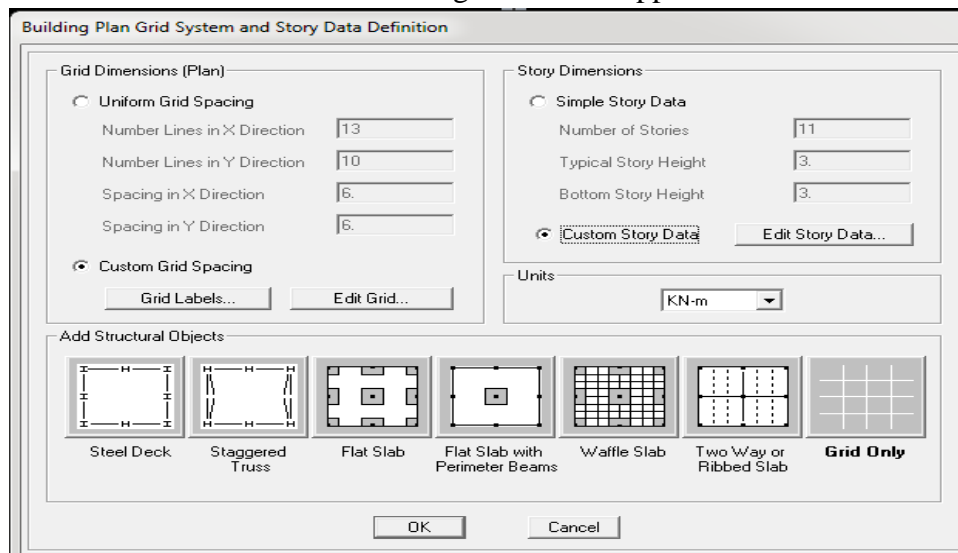 Building Plan Grid System and Story Data Definition
Grid Dimensions (Plan)
Uniform Grid Spacing
Number Lines in X Direction 13
Number Lines in Y Direction 10
Spacing in X Direction 6.
Spacing in Y Direction 6.
Custom Grid Spacing
Grid Labels... Edit Grid...
Story Dimensions
Simple Story Data
Number of Stories 11
Typical Story Height 3.
Bottom Story Height 3.
Custom Story Data Edit Story Data...
Units
KN-m
Add Structural Objects
Steel Deck
Staggered
Truss
Flat Slab
Flat Slab with
Perimeter Beams
Waffle Slab
Two Way or
Ribbed Slab
Grid Only
OK Cancel